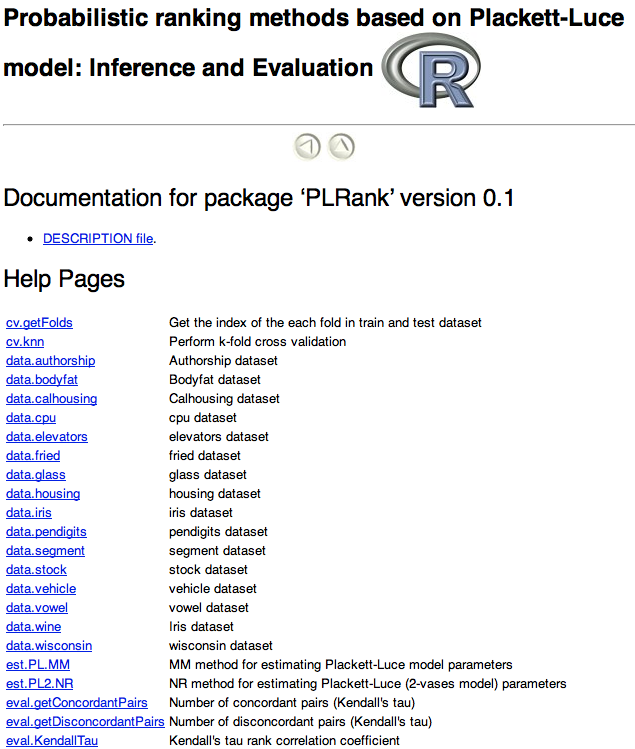 Probabilistic ranking methods based on Plackett-Luce
model: Inference and Evaluation R
Documentation for package ‘PLRank’ version 0.1
• DESCRIPTION file.
Help Pages
cv.getFolds Get the index of the each fold in train and test dataset
cv.knn Perform k-fold cross validation
data.authorship Authorship dataset
data.bodyfat Bodyfat dataset
data.calhousing Calhousing dataset
data.cpu cpu dataset
data.elevators elevators dataset
data.fried fried dataset
data.glass glass dataset
data.housing housing dataset
data.iris iris dataset
data.pendigits pendigits dataset
data.segment segment dataset
data.stock stock dataset
data.vehicle vehicle dataset
data.vowel vowel dataset
data.wine Iris dataset
data.wisconsin wisconsin dataset
est.PL.MM MM method for estimating Plackett-Luce model parameters
est.PL2.NR NR method for estimating Plackett-Luce (2-vases model) parameters
eval.getConcordantPairs Number of concordant pairs (Kendall's tau)
eval.getDisconcordantPairs Number of disconcordant pairs (Kendall's tau)
eval.KendallTau Kendall's tau rank correlation coefficient